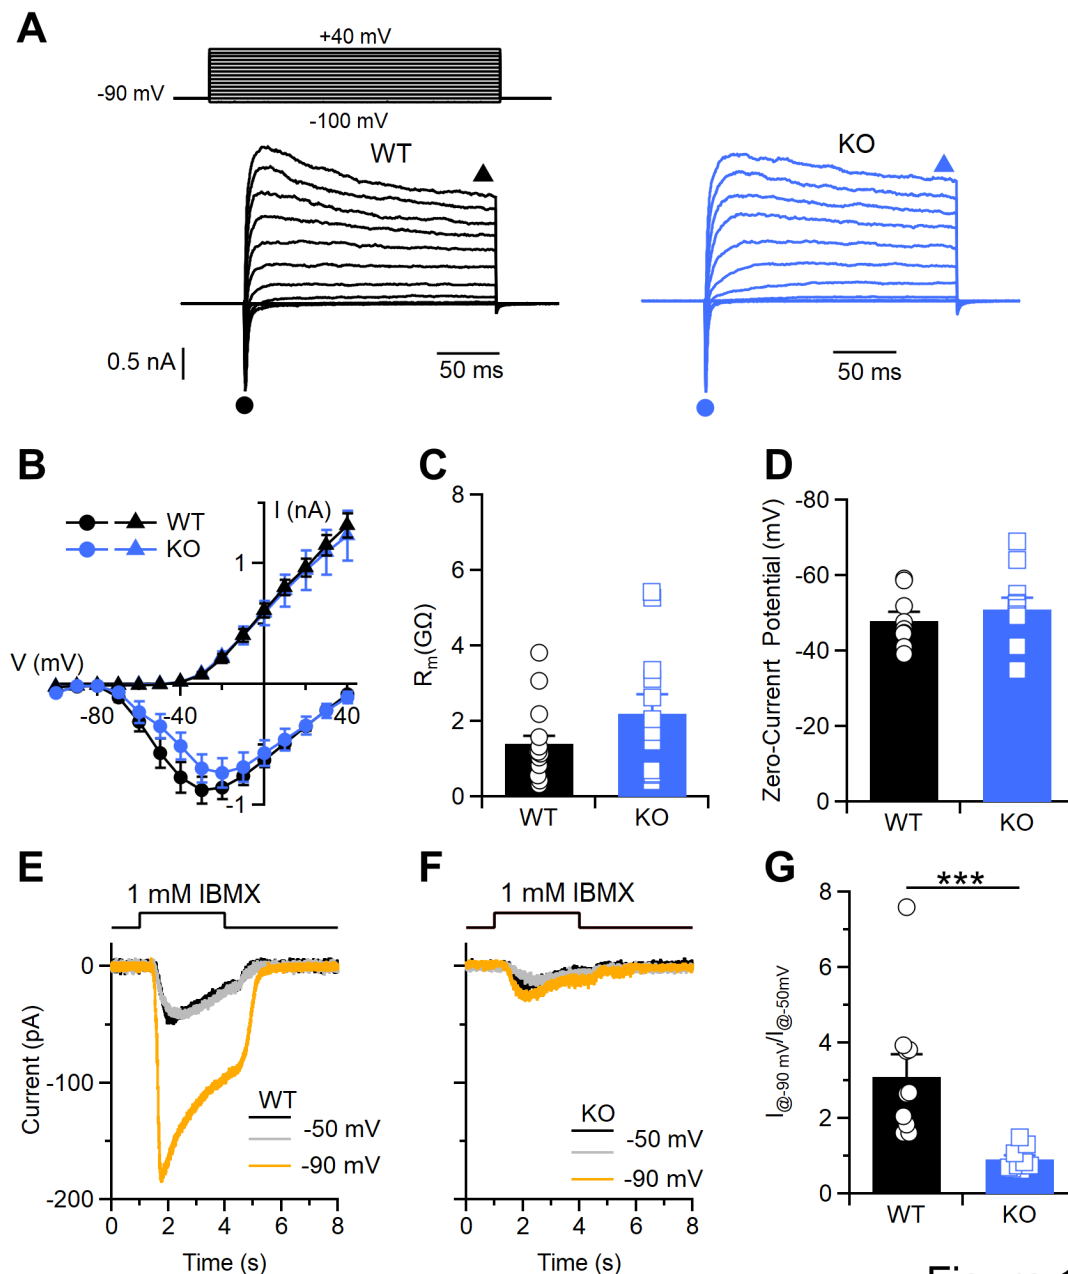 A
+40 mV
-90 mV
-100 mV
WT
KO
0.5 nA
50 ms
50 ms
B
WT
KO
I (nA)
1
V (mV)
-80
-40
40
-1
C
8
6
4
2
0
Rm(GΩ)
WT
KO
D
-80
-60
-40
-20
0
Zero-Currenrt Potential (mV)
WT
KO
E
1 mM IBMX
0
-100
-200
Current (pA)
WT
-50 mV
-90 mV
0 2 4 6 8
Time (s)
F
1 mM IBMX
KO
-50 mV
-90 mV
0 2 4 6 8
Time (s)
G
***
8
6
4
2
0
I@-90 mV/I@-50mV
WT
KO